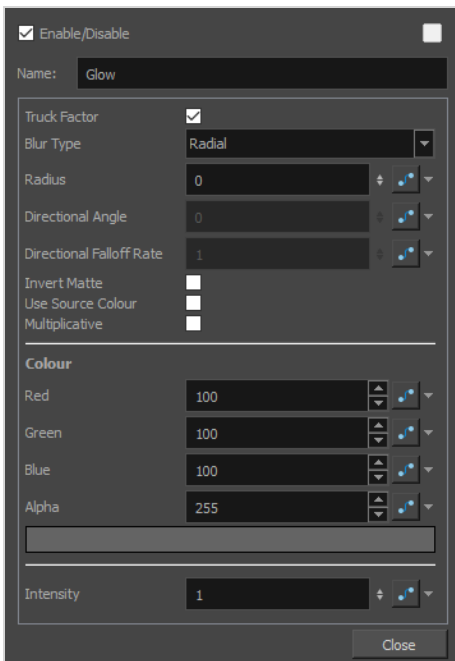 Enable/Disable
Name: Glow
Truck Factor
Blur Type Radial
Radius 0
Directional Angle 0
Directional Falloff Rate 1
Invert Matte
Use Source Colour
Multiplicative
Colour
Red 100
Green 100
Blue 100
Alpha 255
Intensity 1
Close